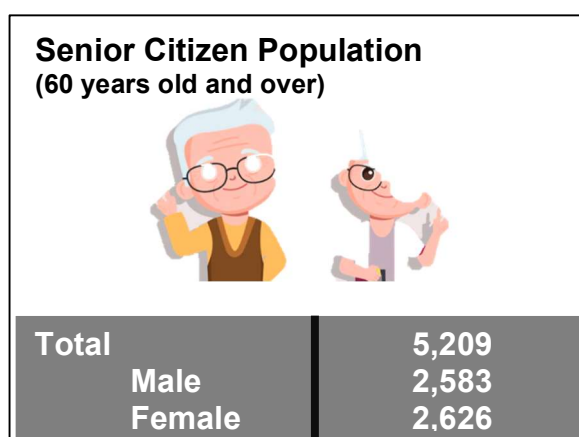 Senior Citizen Population
(60 years old and over)
Total 5,209
Male 2,583
Female 2,626